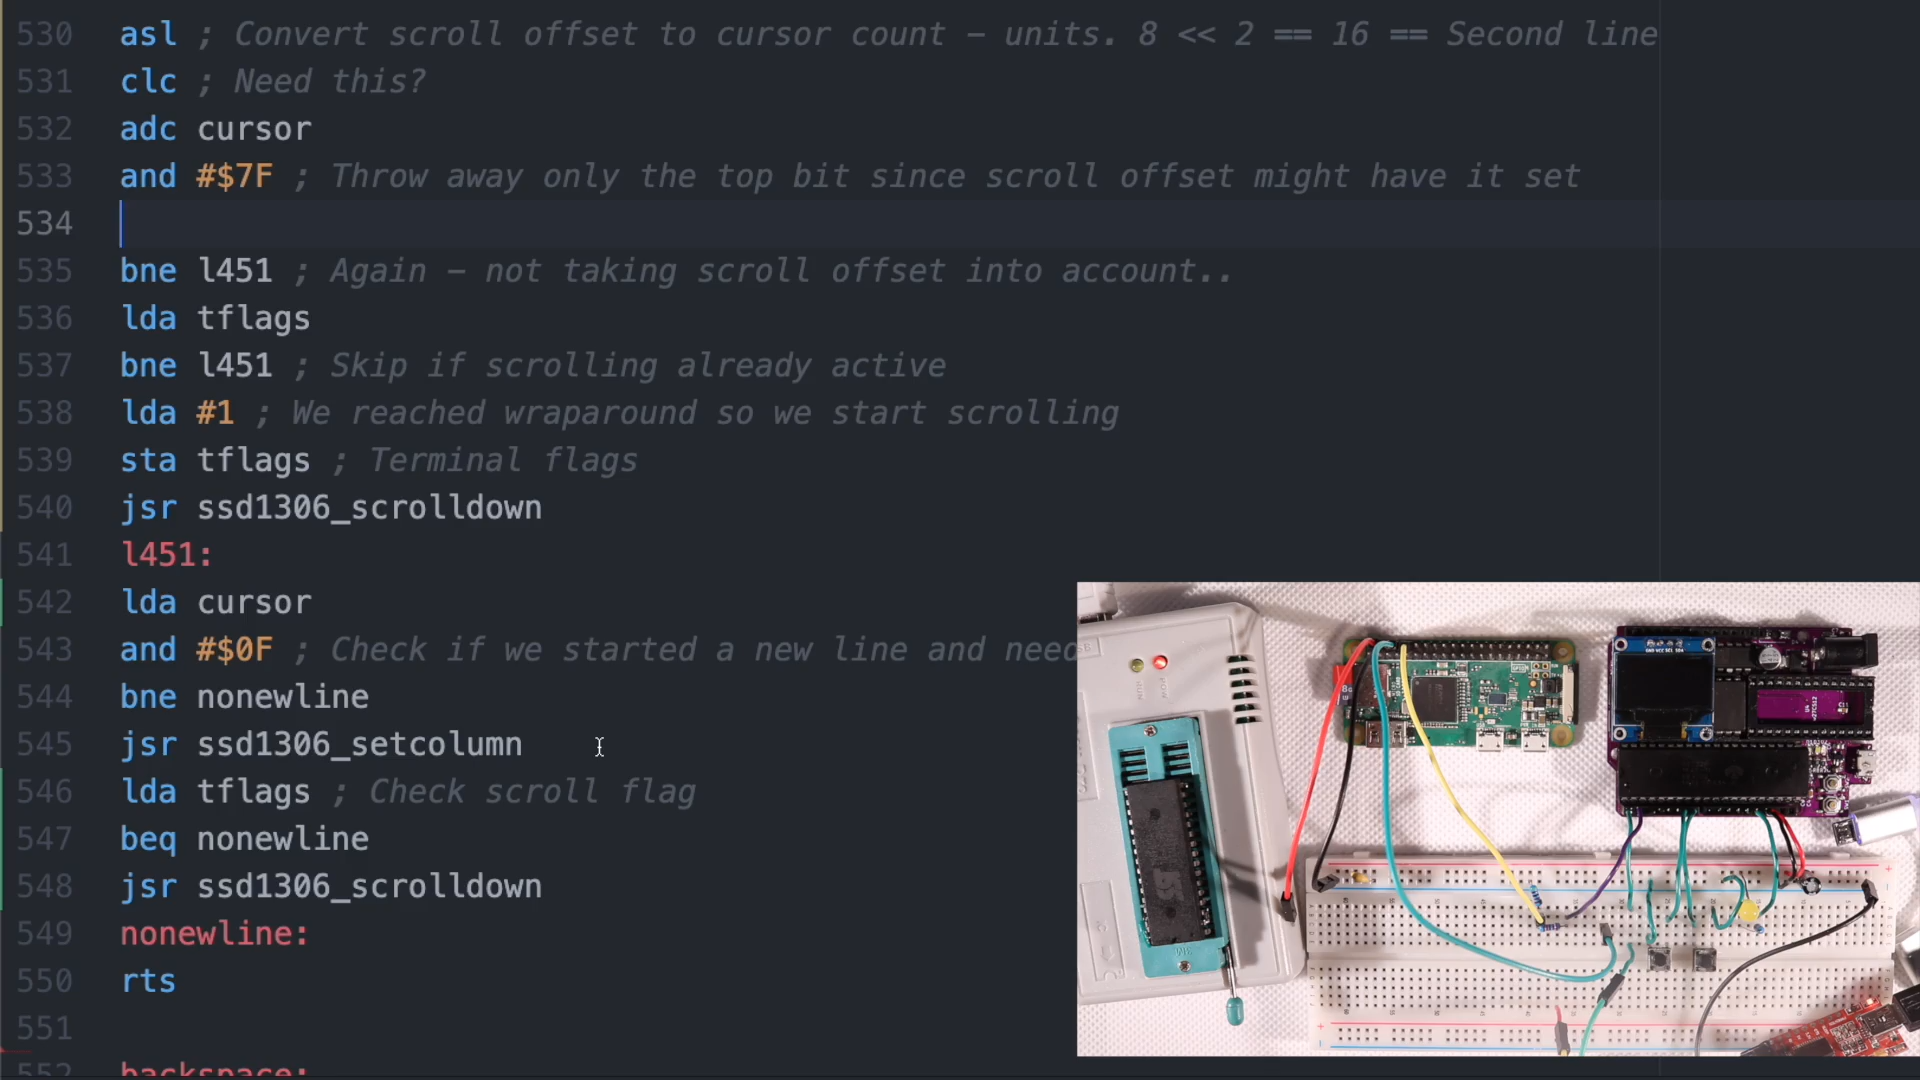 530 asl ; Convert scroll offset to cursor count – units. 8 << 2 == 16 == Second line
531 clc ; Need this?
532 adc cursor
533 and #$7F ; Throw away only the top bit since scroll offset might have it set
534
535 bne l451 ; Again – not taking scroll offset into account..
536 lda tflags
537 bne l451 ; Skip if scrolling already active
538 lda #1 ; We reached wraparound so we start scrolling
539 sta tflags ; Terminal flags
540 jsr ssd1306_scrolldown
541 l451:
542 lda cursor
543 and #$0F ; Check if we started a new line and need
544 bne nonewline
545 jsr ssd1306_setcolumn
546 lda tflags ; Check scroll flag
547 beq nonewline
548 jsr ssd1306_scrolldown
549 nonewline:
550 rts
551
552 backspace: